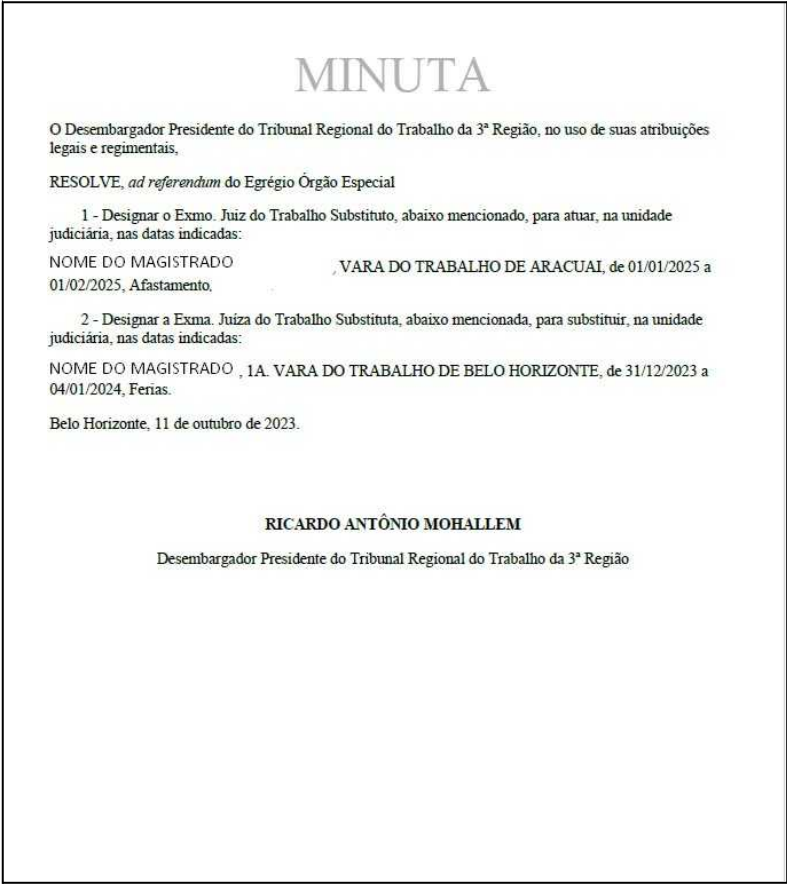 MINUTA
O Desembargador Presidente do Tribunal Regional do Trabalho da 3ª Região, no uso de suas atribuições
legais e regimentais,
RESOLVE, ad referendum do Egrégio Órgão Especial
1 - Designar o Exmo. Juiz do Trabalho Substituto, abaixo mencionado, para atuar, na unidade
judiciária, nas datas indicadas:
NOME DO MAGISTRADO , VARA DO TRABALHO DE ARACUAI, de 01/01/2025 a
01/02/2025, Afastamento.
2 - Designar a Exma. Juíza do Trabalho Substituta, abaixo mencionada, para substituir, na unidade
judiciária, nas datas indicadas:
NOME DO MAGISTRADO , 1A. VARA DO TRABALHO DE BELO HORIZONTE, de 31/12/2023 a
04/01/2024, Ferias.
Belo Horizonte, 11 de outubro de 2023.
RICARDO ANTÔNIO MOHALLEM
Desembargador Presidente do Tribunal Regional do Trabalho da 3ª Região